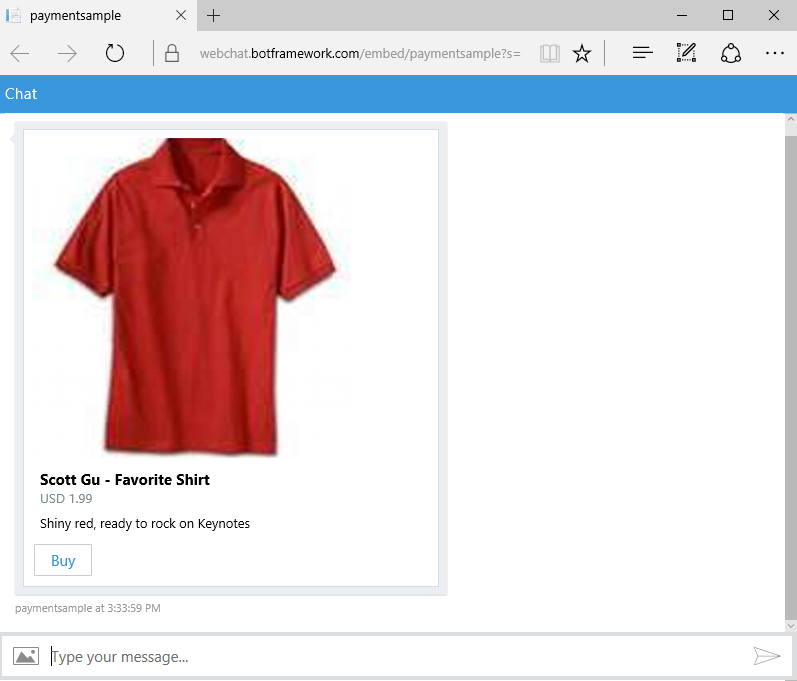 paymentsample
webchat.botframework.com/embed/paymentsample?s=
Chat
Scott Gu - Favorite Shirt
USD 1.99
Shiny red, ready to rock on Keynotes
Buy
paymentsample at 3:33:59 PM
Type your message...